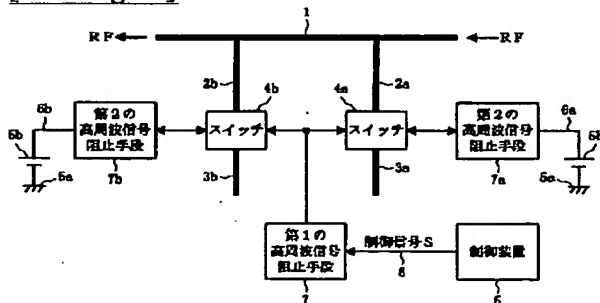 1
RF
RF
2b
2a
4b
4a
6b
第2の
高周波信号
阻止手段
スイッチ
スイッチ
第2の
高周波信号
阻止手段
6a
5b
5b
5a
7b
3b
3a
7a
5a
第1の
高周波信号
阻止手段
制御信号S
8
制御装置
7
6